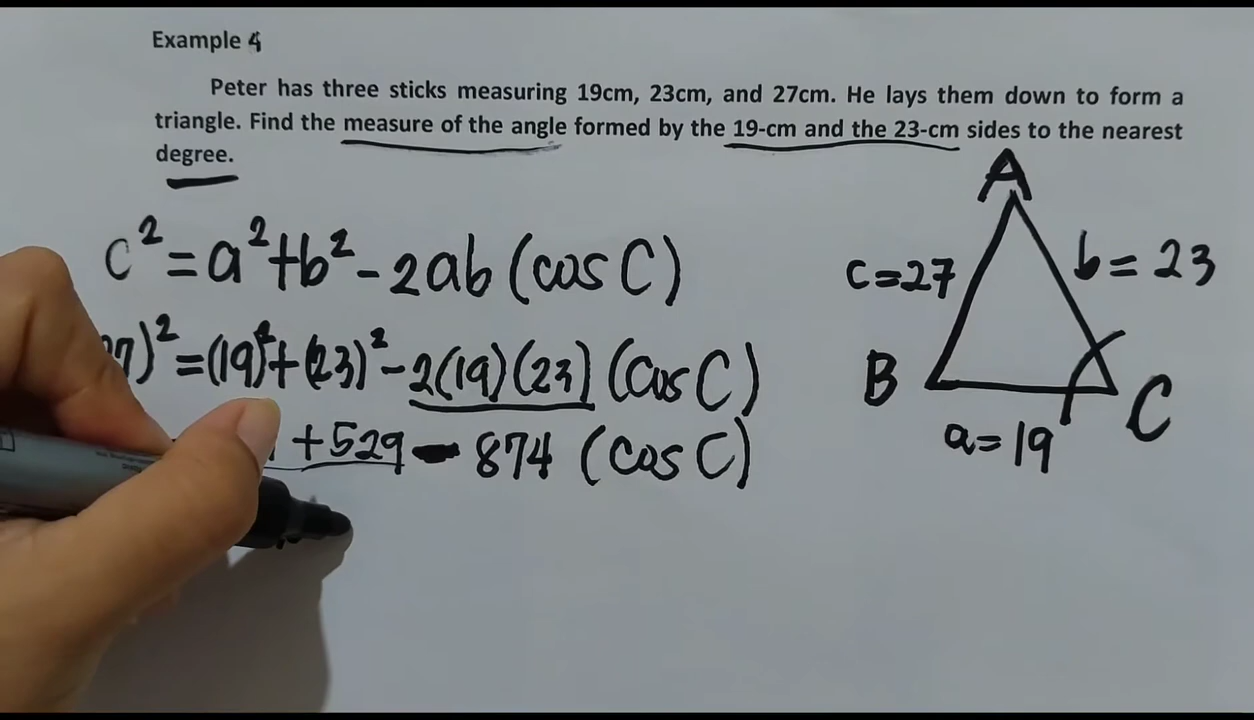 Example 4
Peter has three sticks measuring 19cm, 23cm, and 27cm. He lays them down to form a
triangle. Find the measure of the angle formed by the 19-cm and the 23-cm sides to the nearest
degree.
A
c² = a² + b² - 2ab (cos C)
c=27
b = 23
7)² = (19)² + (23)² - 2(19)(23) (Cos C)
B
C
a = 19
+529 - 874 (cos C)